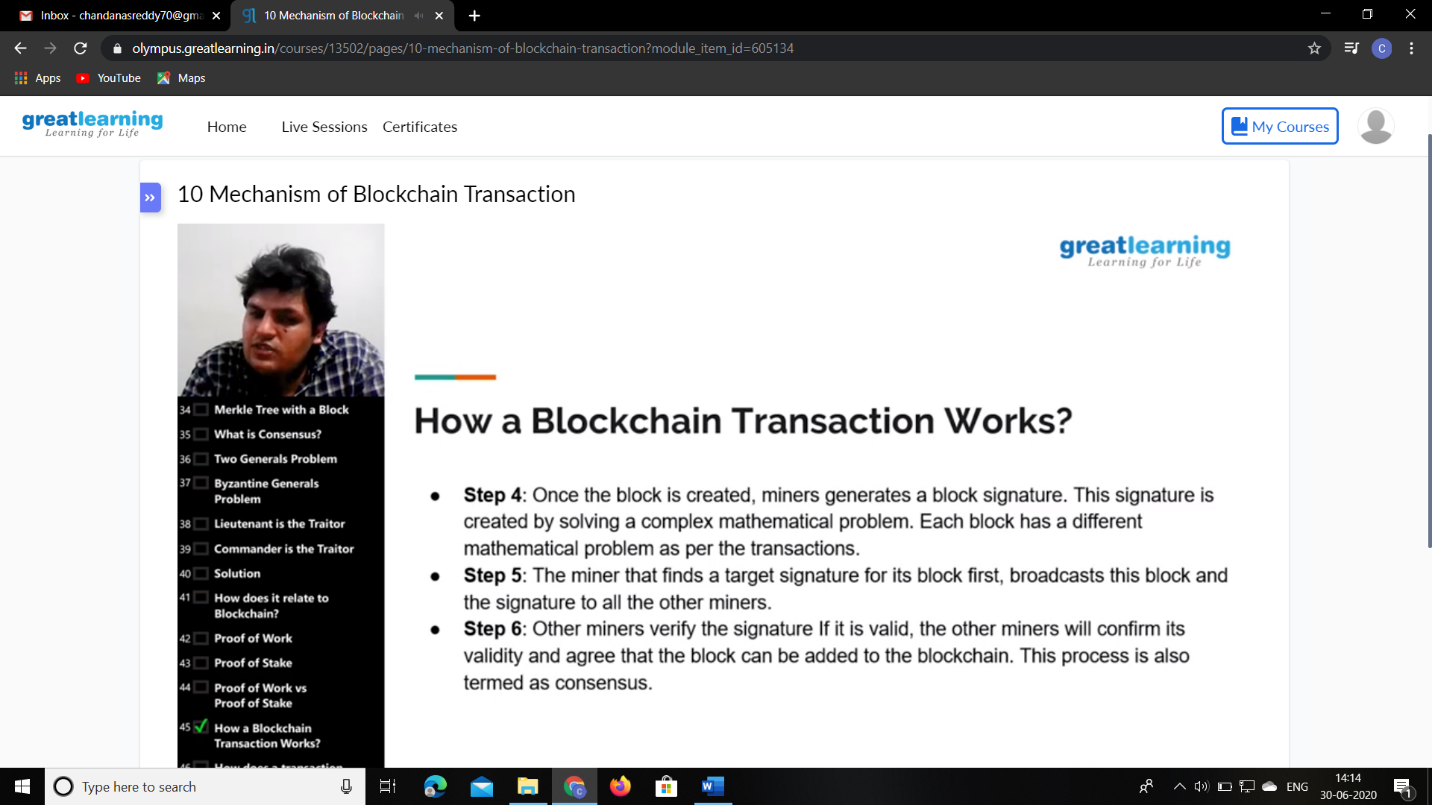 Inbox - chandanasreddy70@gma
10 Mechanism of Blockchain
olympus.greatlearning.in/courses/13502/pages/10-mechanism-of-blockchain-transaction?module_item_id=605134
C
Apps YouTube Maps
greatlearning
Learning for Life
Home Live Sessions Certificates
My Courses
10 Mechanism of Blockchain Transaction
greatlearning
Learning for Life
34 Merkle Tree with a Block
35 What is Consensus?
36 Two Generals Problem
37 Byzantine Generals
Problem
38 Lieutenant is the Traitor
39 Commander is the Traitor
40 Solution
41 How does it relate to
Blockchain?
42 Proof of Work
43 Proof of Stake
44 Proof of Work vs
Proof of Stake
45 How a Blockchain
Transaction Works?
46 How does a transaction
How a Blockchain Transaction Works?
● Step 4: Once the block is created, miners generates a block signature. This signature is
created by solving a complex mathematical problem. Each block has a different
mathematical problem as per the transactions.
● Step 5: The miner that finds a target signature for its block first, broadcasts this block and
the signature to all the other miners.
● Step 6: Other miners verify the signature If it is valid, the other miners will confirm its
validity and agree that the block can be added to the blockchain. This process is also
termed as consensus.
Type here to search
ENG
14:14
30-06-2020
1